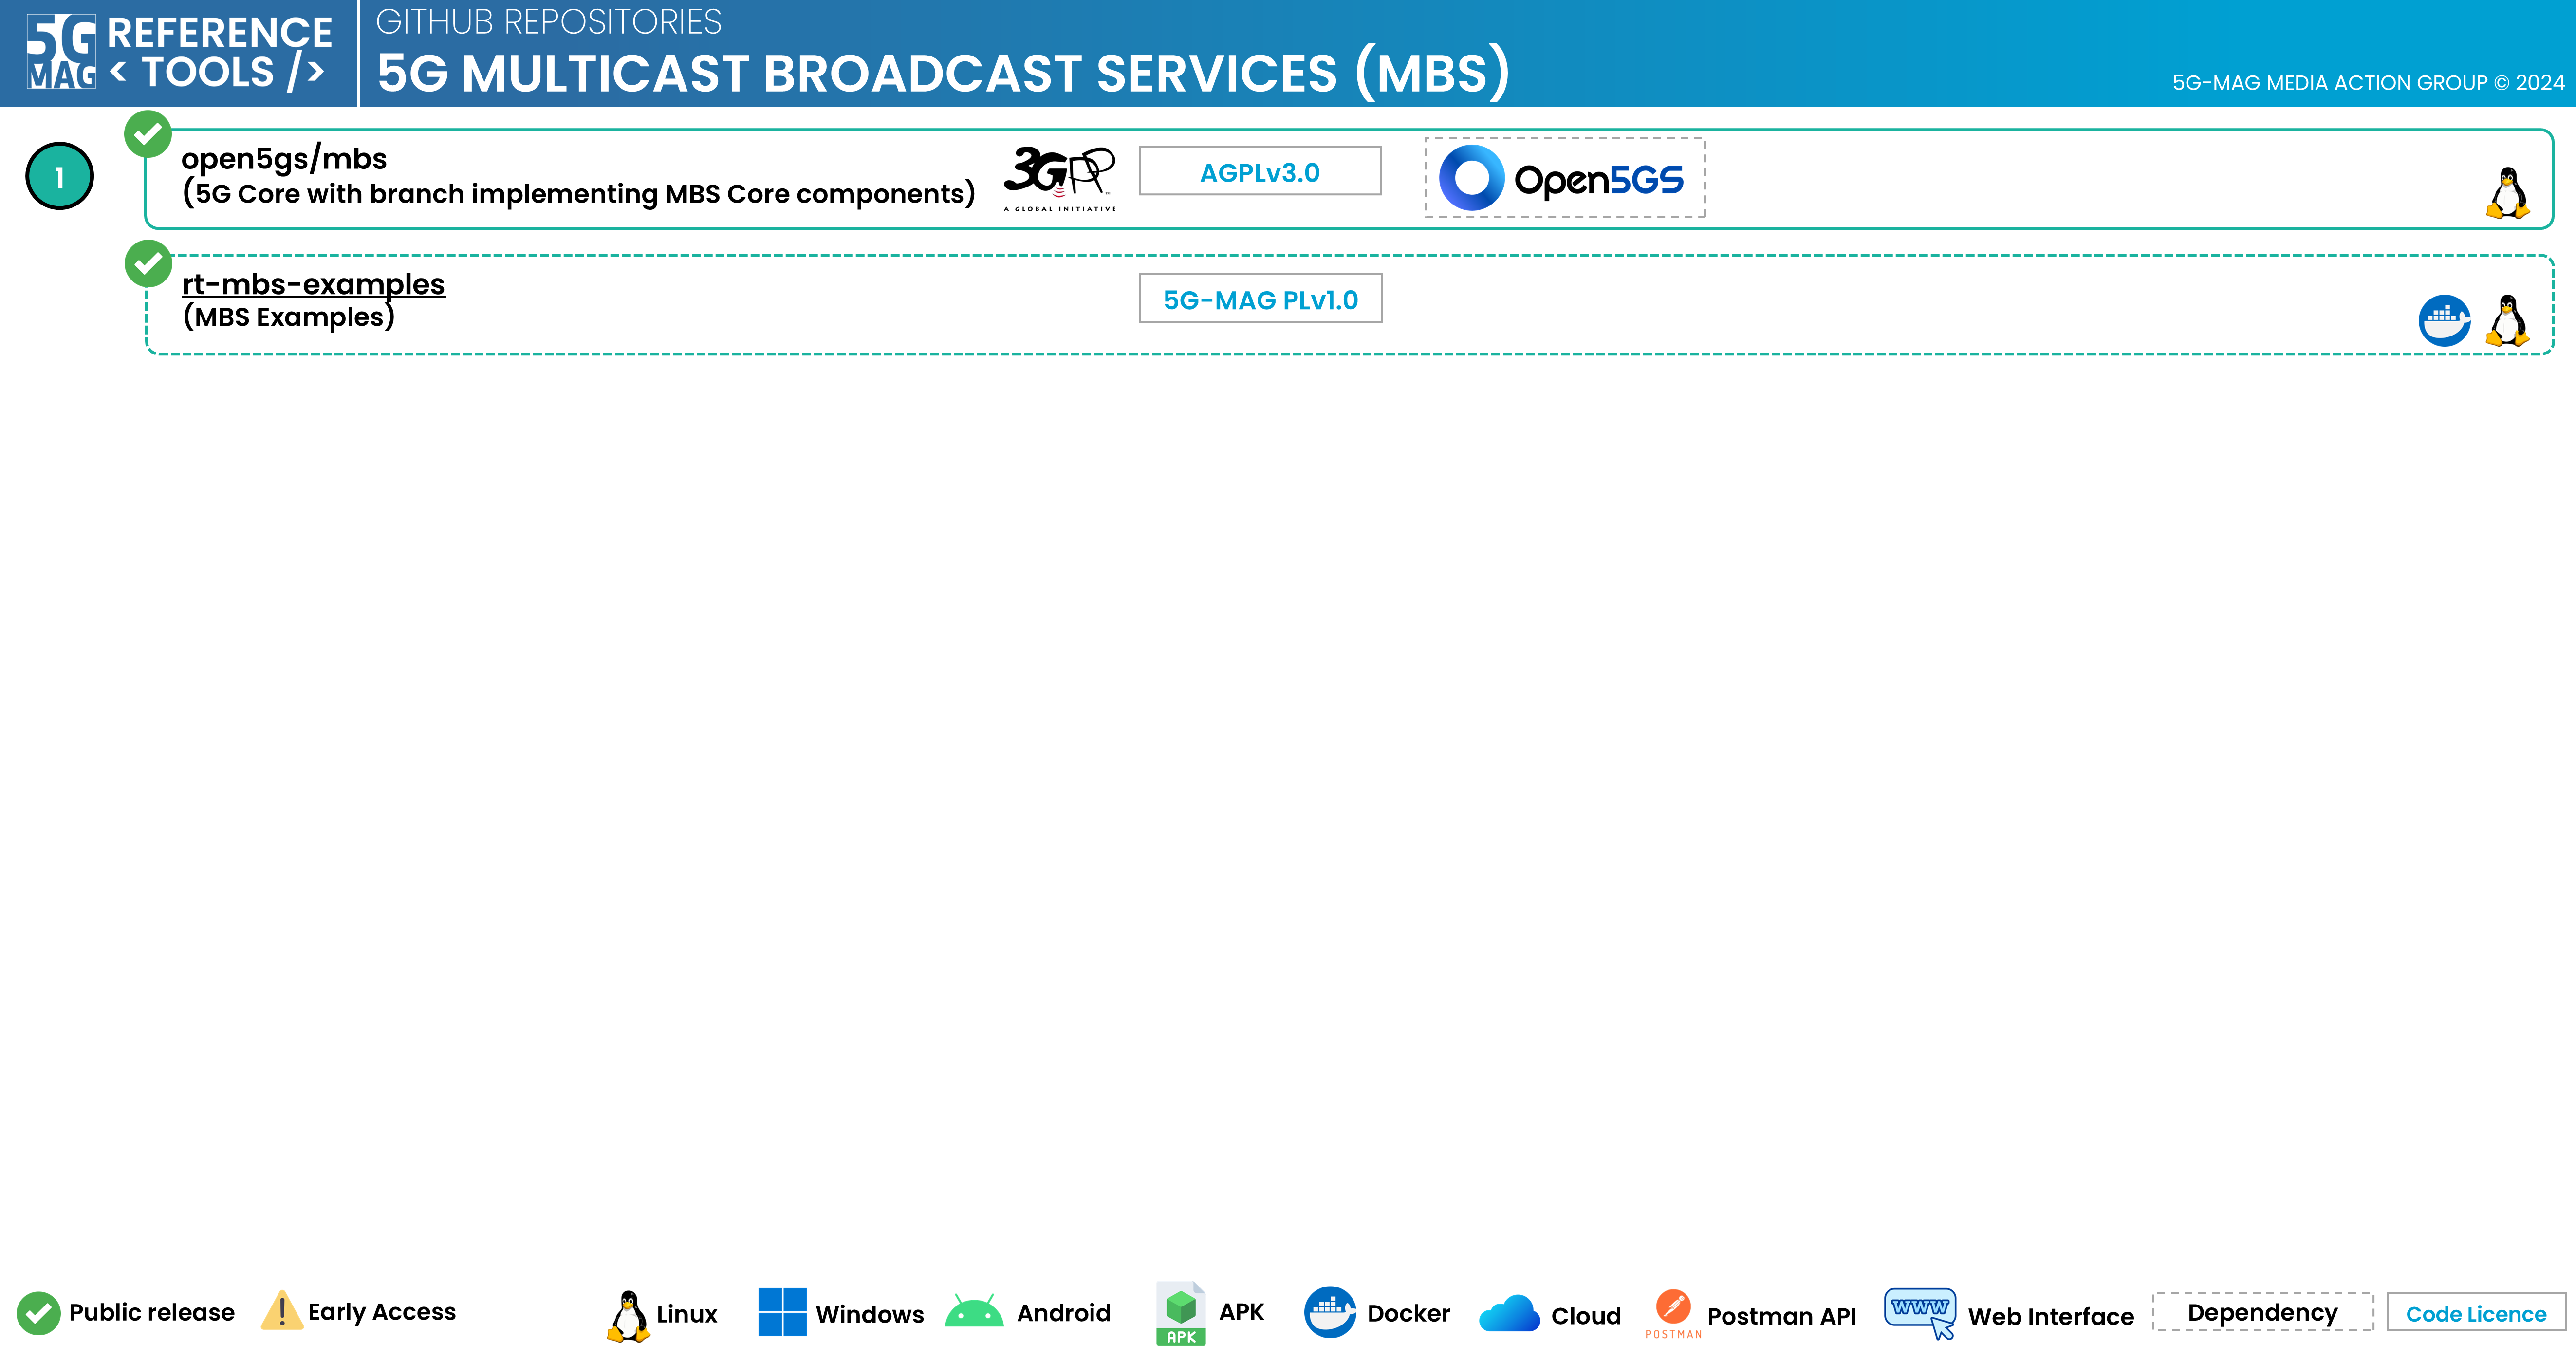 5G MAG
REFERENCE
< TOOLS />
GITHUB REPOSITORIES
5G MULTICAST BROADCAST SERVICES (MBS)
5G-MAG MEDIA ACTION GROUP © 2024
1
open5gs/mbs
(5G Core with branch implementing MBS Core components)
3GPP™
A GLOBAL INITIATIVE
AGPLv3.0
Open5GS
rt-mbs-examples
(MBS Examples)
5G-MAG PLv1.0
Public release
Early Access
Linux
Windows
Android
APK
APK
Docker
Cloud
POSTMAN
Postman API
WWW
Web Interface
Dependency
Code Licence